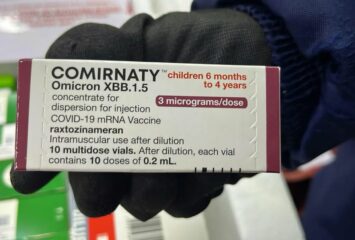 COMIRNATY™ children 6 months
Omicron XBB.1.5 to 4 years
concentrate for
dispersion for injection 3 micrograms/dose
COVID-19 mRNA Vaccine
raxtozinameran
Intramuscular use after dilution
10 multidose vials. After dilution, each vial
contains 10 doses of 0.2 mL.